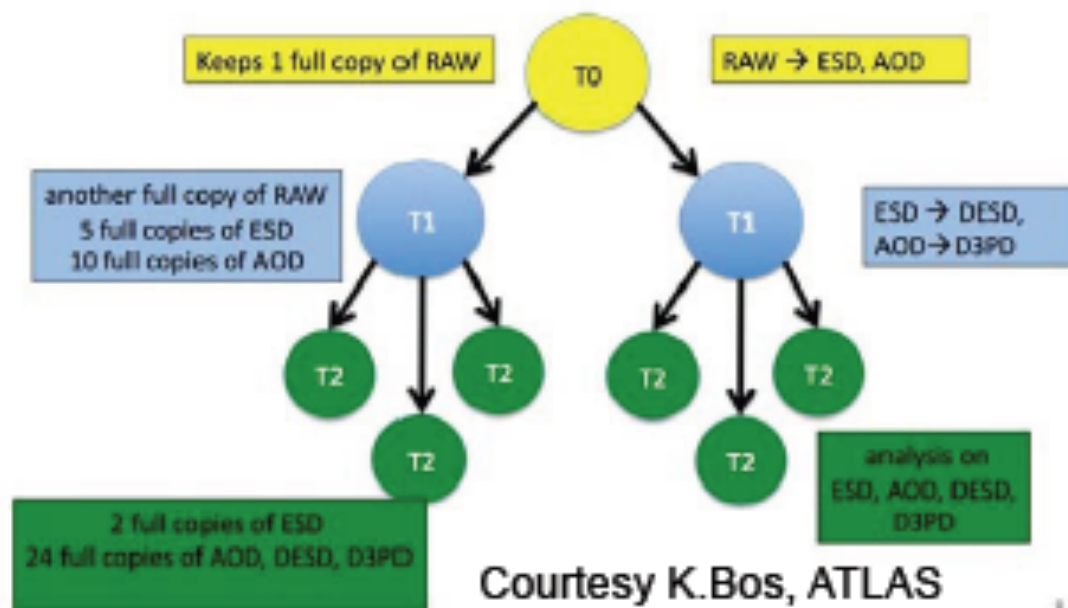 Keeps 1 full copy of RAW
T0
RAW → ESD, AOD
another full copy of RAW
5 full copies of ESD
10 full copies of AOD
T1
T1
ESD → DESD,
AOD→D3PD
T2
T2
T2
T2
T2
T2
2 full copies of ESD
24 full copies of AOD, DESD, D3PD
analysis on
ESD, AOD, DESD,
D3PD
Courtesy K.Bos, ATLAS